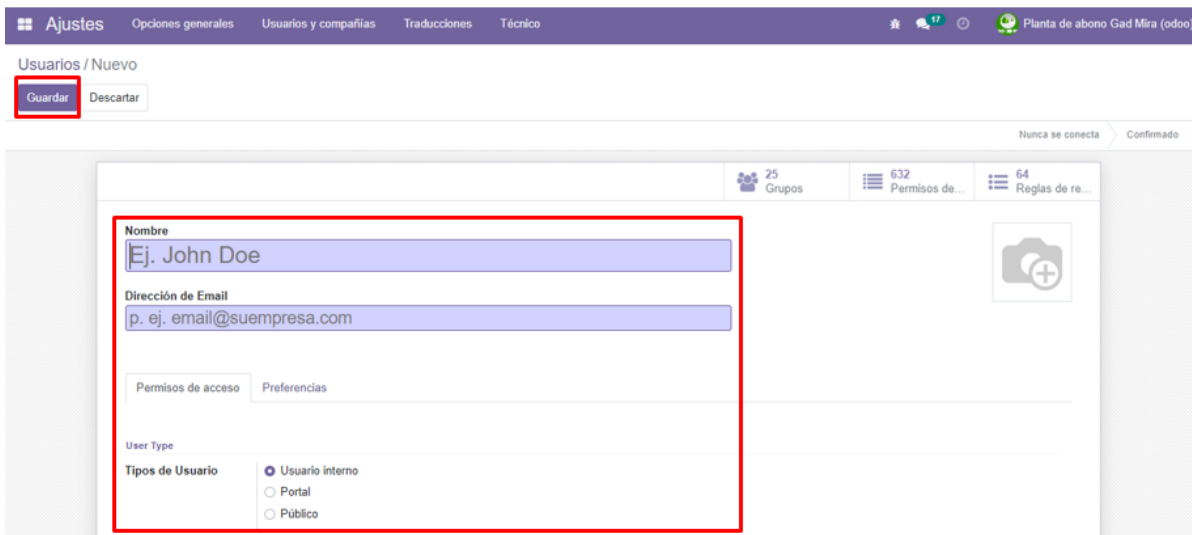 Ajustes Opciones generales Usuarios y compañías Traducciones Técnico 17 Planta de abono Gad Mira (odoo)
Usuarios / Nuevo
Guardar Descartar
Nunca se conecta Confirmado
25 Grupos
632 Permisos de...
64 Reglas de re...
Nombre
Ej. John Doe
Dirección de Email
p. ej. email@suempresa.com
Permisos de acceso Preferencias
User Type
Tipos de Usuario Usuario interno
Portal
Público